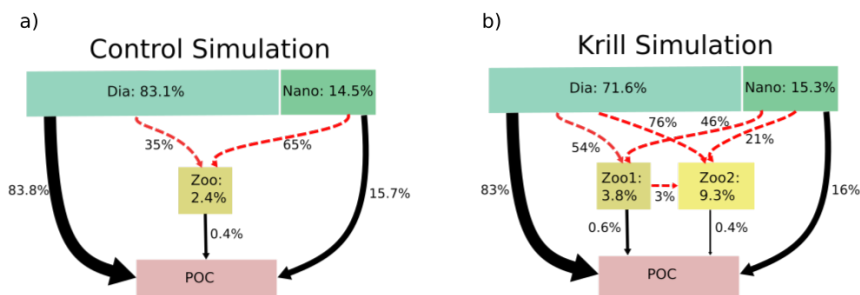 a)
Control Simulation
Dia: 83.1%
Nano: 14.5%
35%
65%
Zoo:
2.4%
83.8%
15.7%
0.4%
POC
b)
Krill Simulation
Dia: 71.6%
Nano: 15.3%
76%
46%
54%
21%
Zoo1:
3.8%
3%
Zoo2:
9.3%
83%
16%
0.6%
0.4%
POC